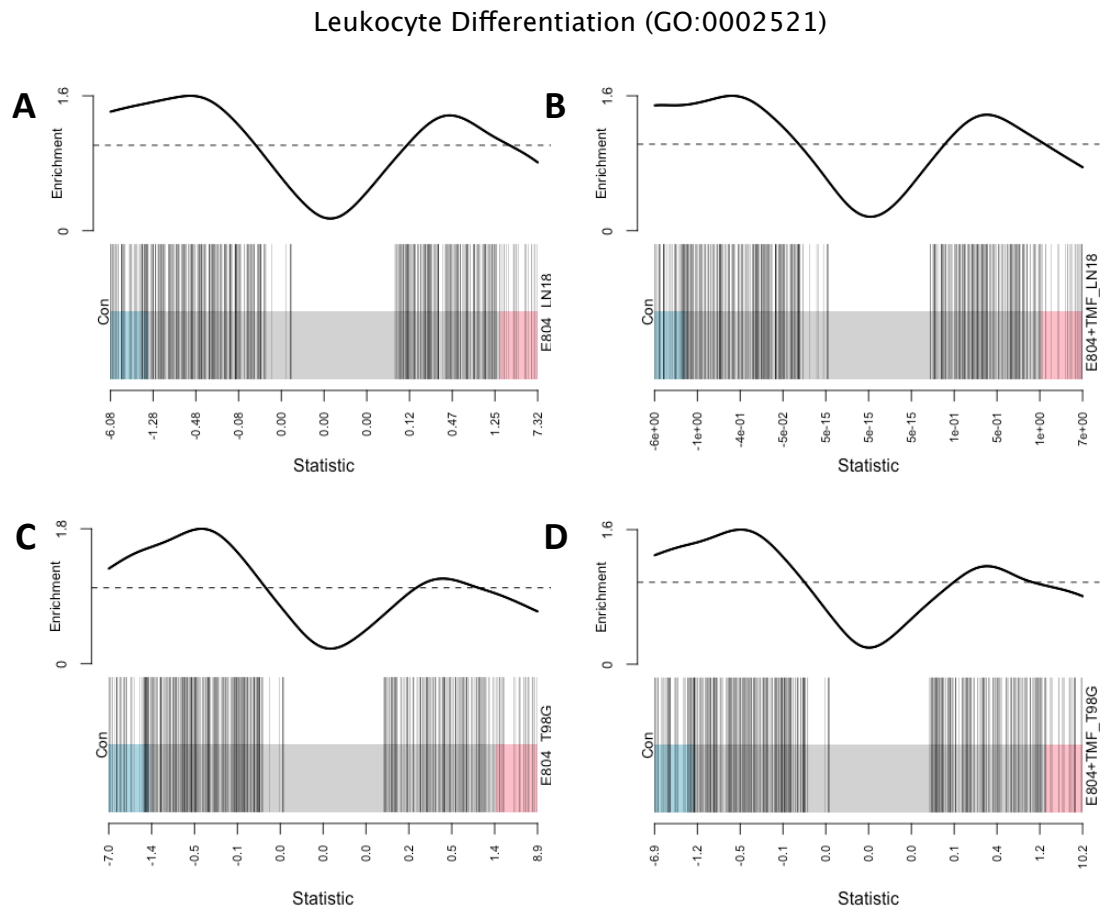 Leukocyte Differentiation (GO:0002521)
A
1.6
0
Enrichment
Con
E804 LN18
-6.08 -1.28 -0.48 -0.08 0.00 0.00 0.00 0.12 0.47 1.25 7.32
Statistic
B
1.6
0
Enrichment
Con
E804+TMF_LN18
-6e+00 -1e+00 -4e-01 -5e-02 5e-15 5e-15 5e-15 1e-01 5e-01 1e+00 7e+00
Statistic
C
1.8
0
Enrichment
Con
E804 T98G
-7.0 -1.4 -0.5 -0.1 0.0 0.0 0.0 0.2 0.5 1.4 8.9
Statistic
D
1.6
0
Enrichment
Con
E804+TMF_T98G
-6.9 -1.2 -0.5 -0.1 0.0 0.0 0.0 0.1 0.4 1.2 10.2
Statistic